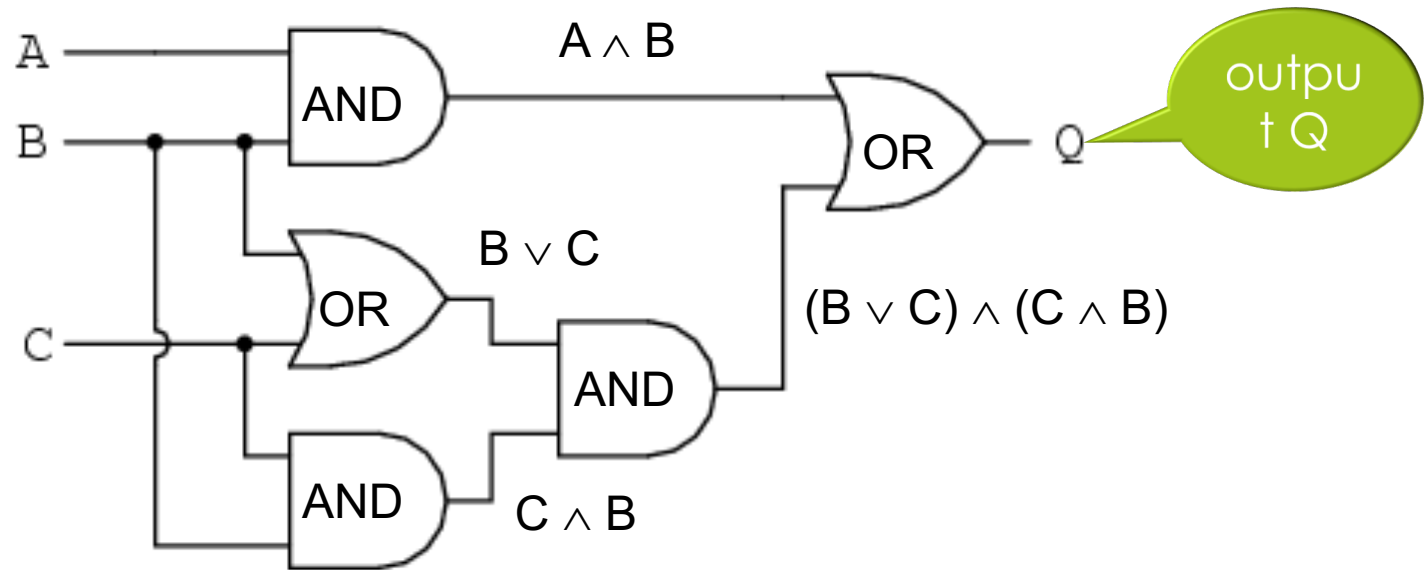 A
A ∧ B
AND
outpu
t Q
B
OR
Q
B ∨ C
OR
(B ∨ C) ∧ (C ∧ B)
C
AND
AND
C ∧ B